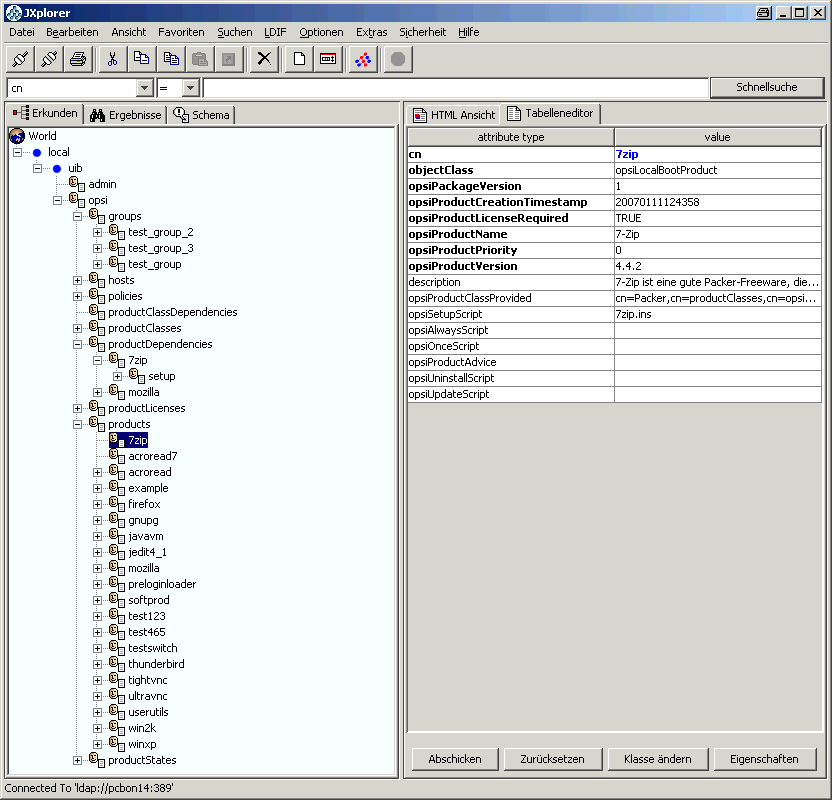 JXplorer
Datei Bearbeiten Ansicht Favoriten Suchen LDIF Optionen Extras Sicherheit Hilfe
cn = Schnellsuche
Erkunden Ergebnisse Schema
World
local
uib
admin
opsi
groups
test_group_2
test_group_3
test_group
hosts
policies
productClassDependencies
productClasses
productDependencies
7zip
setup
mozilla
productLicenses
products
7zip
acroread7
acroread
example
firefox
gnupg
javavm
jedit4_1
mozilla
preloginloader
softprod
test123
test465
testswitch
thunderbird
tightvnc
ultravnc
userutils
win2k
winxp
productStates
HTML Ansicht Tabelleneditor
attribute type value
cn 7zip
objectClass opsiLocalBootProduct
opsiPackageVersion 1
opsiProductCreationTimestamp 20070111124358
opsiProductLicenseRequired TRUE
opsiProductName 7-Zip
opsiProductPriority 0
opsiProductVersion 4.4.2
description 7-Zip ist eine gute Packer-Freeware, die...
opsiProductClassProvided cn=Packer,cn=productClasses,cn=opsi...
opsiSetupScript 7zip.ins
opsiAlwaysScript
opsiOnceScript
opsiProductAdvice
opsiUninstallScript
opsiUpdateScript
Abschicken Zurücksetzen Klasse ändern Eigenschaften
Connected To 'ldap://pcbon14:389'